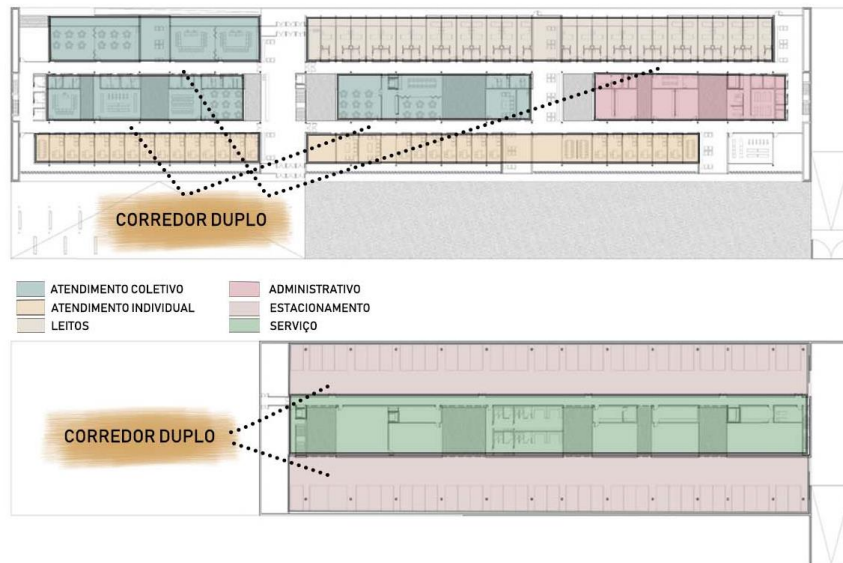 CORREDOR DUPLO
ATENDIMENTO COLETIVO
ATENDIMENTO INDIVIDUAL
LEITOS
ADMINISTRATIVO
ESTACIONAMENTO
SERVIÇO
CORREDOR DUPLO